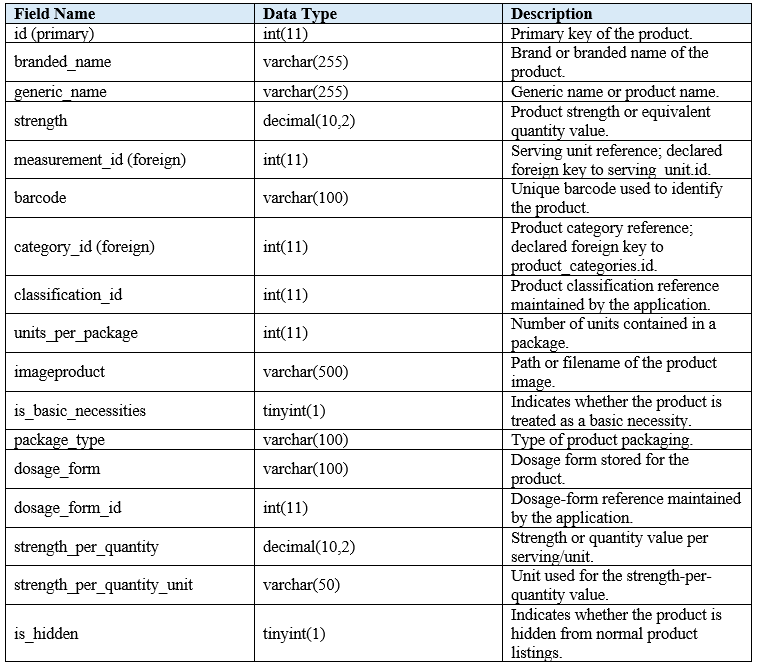 Field Name Data Type Description
id (primary) int(11) Primary key of the product.
branded_name varchar(255) Brand or branded name of the
product.
generic_name varchar(255) Generic name or product name.
strength decimal(10,2) Product strength or equivalent
quantity value.
measurement_id (foreign) int(11) Serving unit reference; declared
foreign key to serving_unit.id.
barcode varchar(100) Unique barcode used to identify
the product.
category_id (foreign) int(11) Product category reference;
declared foreign key to
product_categories.id.
classification_id int(11) Product classification reference
maintained by the application.
units_per_package int(11) Number of units contained in a
package.
imageproduct varchar(500) Path or filename of the product
image.
is_basic_necessities tinyint(1) Indicates whether the product is
treated as a basic necessity.
package_type varchar(100) Type of product packaging.
dosage_form varchar(100) Dosage form stored for the
product.
dosage_form_id int(11) Dosage-form reference maintained
by the application.
strength_per_quantity decimal(10,2) Strength or quantity value per
serving/unit.
strength_per_quantity_unit varchar(50) Unit used for the strength-per-
quantity value.
is_hidden tinyint(1) Indicates whether the product is
hidden from normal product
listings.